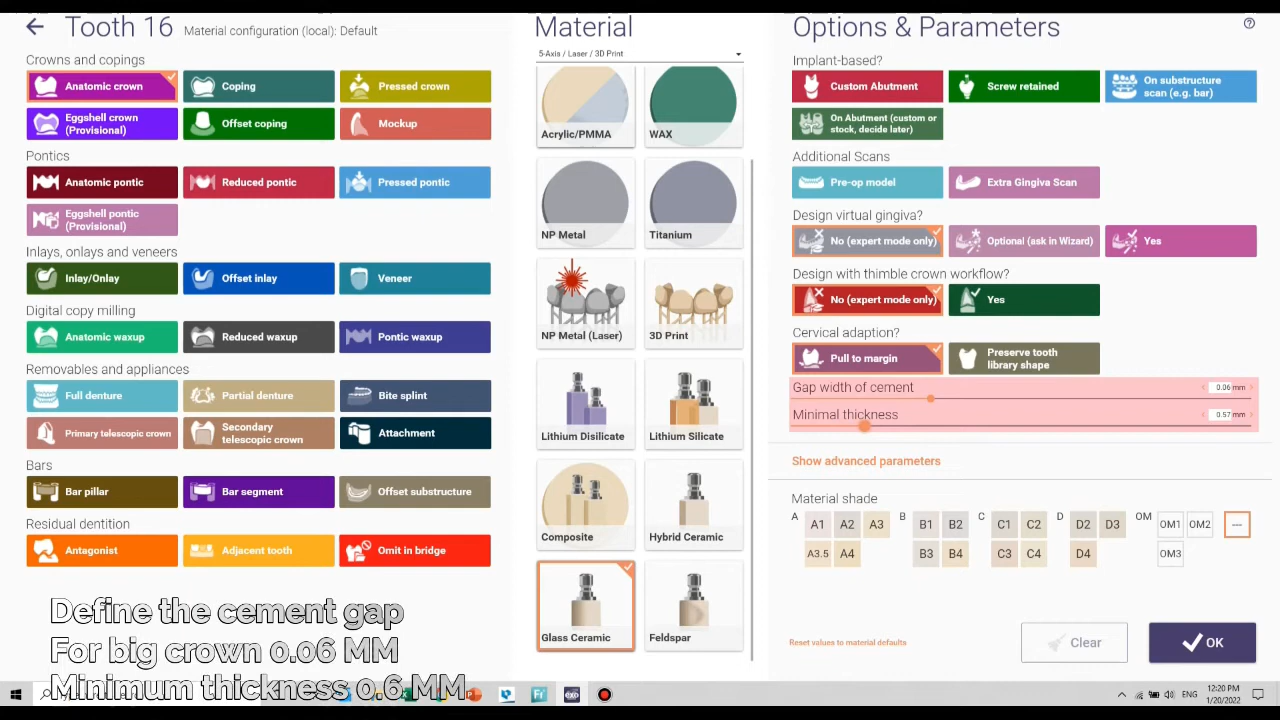 Tooth 16 Material configuration (local): Default
Crowns and copings
Anatomic crown
Coping
Pressed crown
Eggshell crown
(Provisional)
Offset coping
Mockup
Pontics
Anatomic pontic
Reduced pontic
Pressed pontic
Eggshell pontic
(Provisional)
Inlays, onlays and veneers
Inlay/Onlay
Offset inlay
Veneer
Digital copy milling
Anatomic waxup
Reduced waxup
Pontic waxup
Removables and appliances
Full denture
Partial denture
Bite splint
Primary telescopic crown
Secondary
telescopic crown
Attachment
Bars
Bar pillar
Bar segment
Offset substructure
Residual dentition
Antagonist
Adjacent tooth
Omit in bridge
Define the cement gap
For big crown 0.06 MM
Minimum thickness 0.6 MM
Material
5-Axis / Laser / 3D Print
Acrylic/PMMA
WAX
NP Metal
Titanium
NP Metal (Laser)
3D Print
Lithium Disilicate
Lithium Silicate
Composite
Hybrid Ceramic
Glass Ceramic
Feldspar
Options & Parameters
Implant-based?
Custom Abutment
Screw retained
On substructure
scan (e.g. bar)
On Abutment (custom or
stock, decide later)
Additional Scans
Pre-op model
Extra Gingiva Scan
Design virtual gingiva?
No (expert mode only)
Optional (ask in Wizard)
Yes
Design with thimble crown workflow?
No (expert mode only)
Yes
Cervical adaption?
Pull to margin
Preserve tooth
library shape
Gap width of cement 0.06 mm
Minimal thickness 0.57 mm
Show advanced parameters
Material shade
A A1 A2 A3 B B1 B2 C C1 C2 D D2 D3 OM OM1 OM2 ---
A3.5 A4 B3 B4 C3 C4 D4 OM3
Reset values to material defaults
Clear
OK
ENG
12:20 PM
1/20/2022